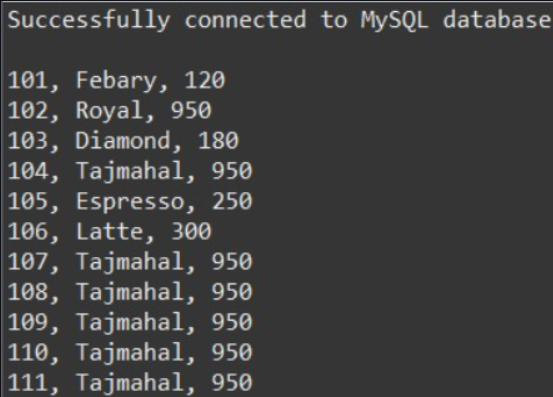 Successfully connected to MySQL database
101, Febary, 120
102, Royal, 950
103, Diamond, 180
104, Tajmahal, 950
105, Espresso, 250
106, Latte, 300
107, Tajmahal, 950
108, Tajmahal, 950
109, Tajmahal, 950
110, Tajmahal, 950
111, Tajmahal, 950